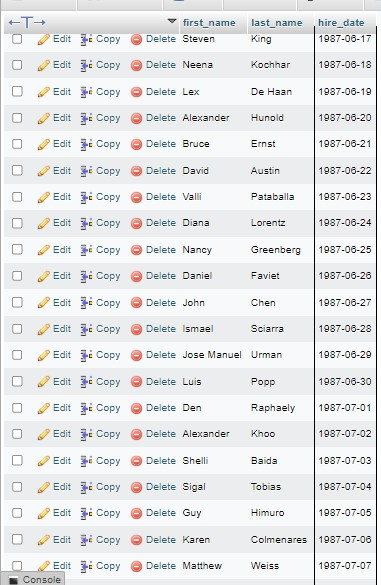 first_name last_name hire_date
Edit Copy Delete Steven King 1987-06-17
Edit Copy Delete Neena Kochhar 1987-06-18
Edit Copy Delete Lex De Haan 1987-06-19
Edit Copy Delete Alexander Hunold 1987-06-20
Edit Copy Delete Bruce Ernst 1987-06-21
Edit Copy Delete David Austin 1987-06-22
Edit Copy Delete Valli Pataballa 1987-06-23
Edit Copy Delete Diana Lorentz 1987-06-24
Edit Copy Delete Nancy Greenberg 1987-06-25
Edit Copy Delete Daniel Faviet 1987-06-26
Edit Copy Delete John Chen 1987-06-27
Edit Copy Delete Ismael Sciarra 1987-06-28
Edit Copy Delete Jose Manuel Urman 1987-06-29
Edit Copy Delete Luis Popp 1987-06-30
Edit Copy Delete Den Raphaely 1987-07-01
Edit Copy Delete Alexander Khoo 1987-07-02
Edit Copy Delete Shelli Baida 1987-07-03
Edit Copy Delete Sigal Tobias 1987-07-04
Edit Copy Delete Guy Himuro 1987-07-05
Edit Copy Delete Karen Colmenares 1987-07-06
Edit Copy Delete Matthew Weiss 1987-07-07
Console